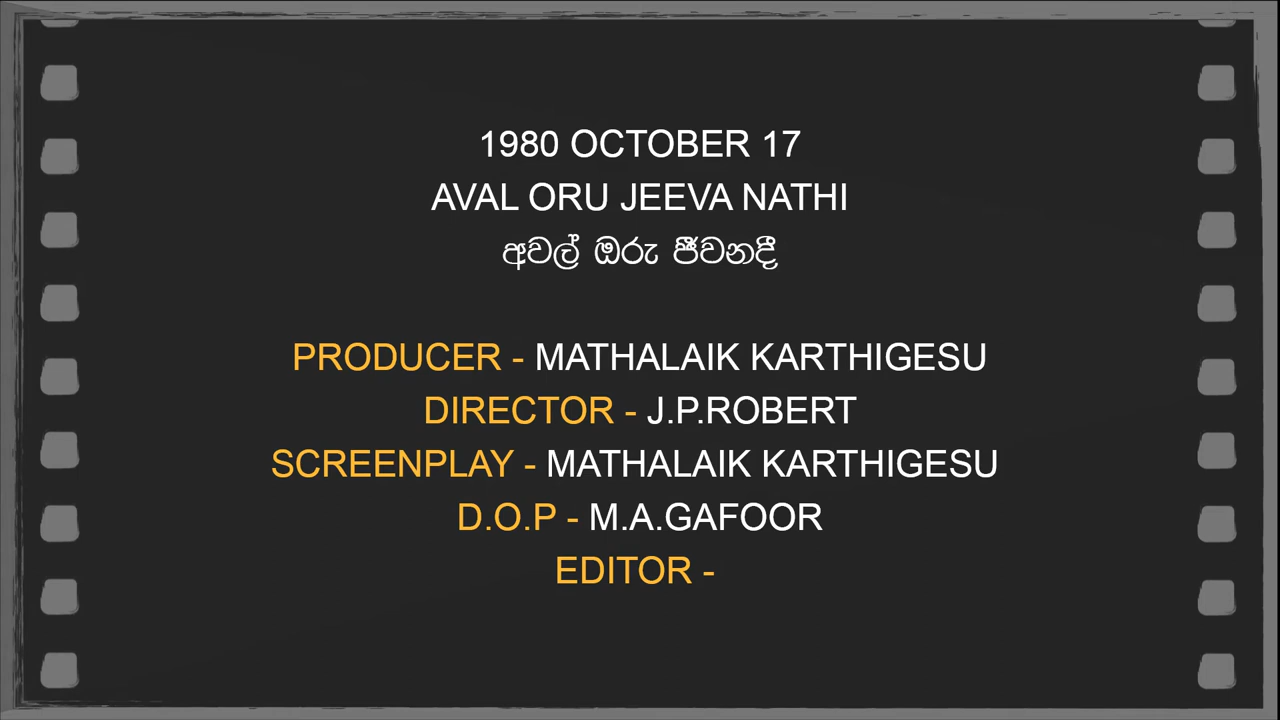 1980 OCTOBER 17
AVAL ORU JEEVA NATHI
අවල් ඔරු ජීවනදී
PRODUCER - MATHALAIK KARTHIGESU
DIRECTOR - J.P.ROBERT
SCREENPLAY - MATHALAIK KARTHIGESU
D.O.P - M.A.GAFOOR
EDITOR -